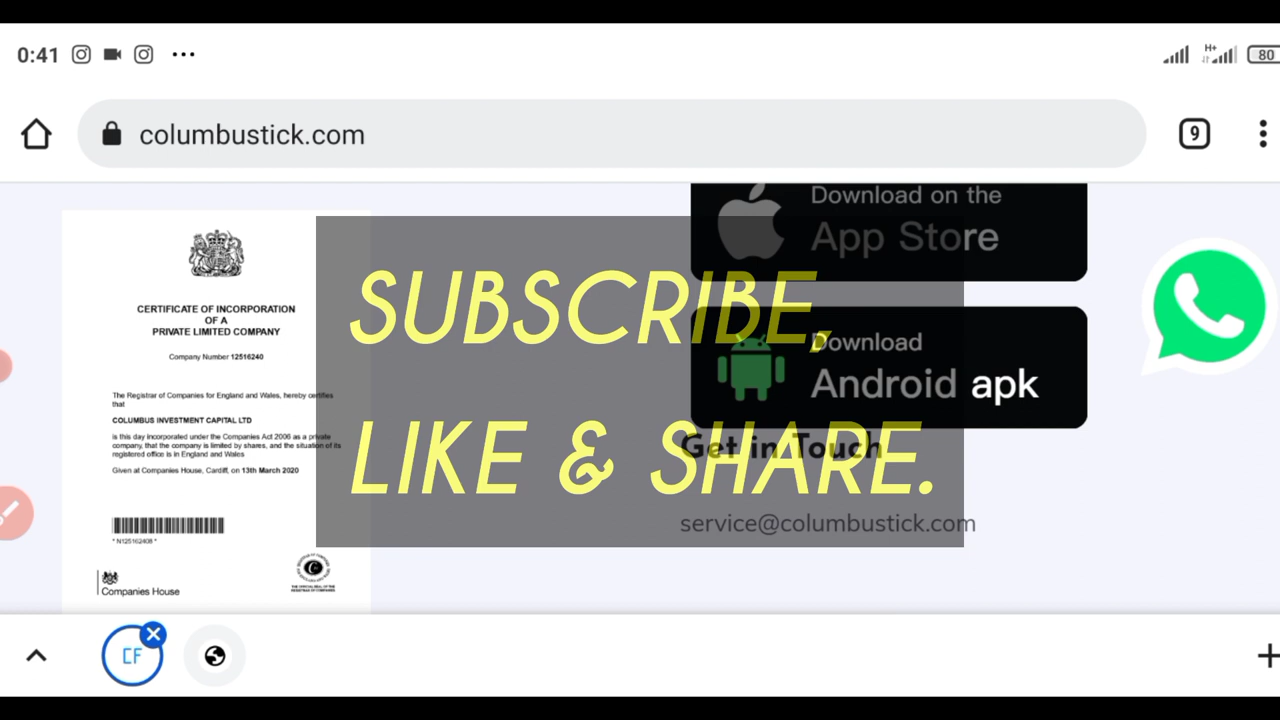 0:41
H+
80
columbustick.com
9
CERTIFICATE OF INCORPORATION
OF A
PRIVATE LIMITED COMPANY
Company Number 12516240
The Registrar of Companies for England and Wales, hereby certifies
that
COLUMBUS INVESTMENT CAPITAL LTD
is this day incorporated under the Companies Act 2006 as a private
company, that the company is limited by shares, and the situation of its
registered office is in England and Wales
Given at Companies House, Cardiff, on 13th March 2020
* N125162408 *
Companies House
Download on the
App Store
Download
Android apk
Get in Touch
service@columbustick.com
SUBSCRIBE,
LIKE & SHARE.
CF